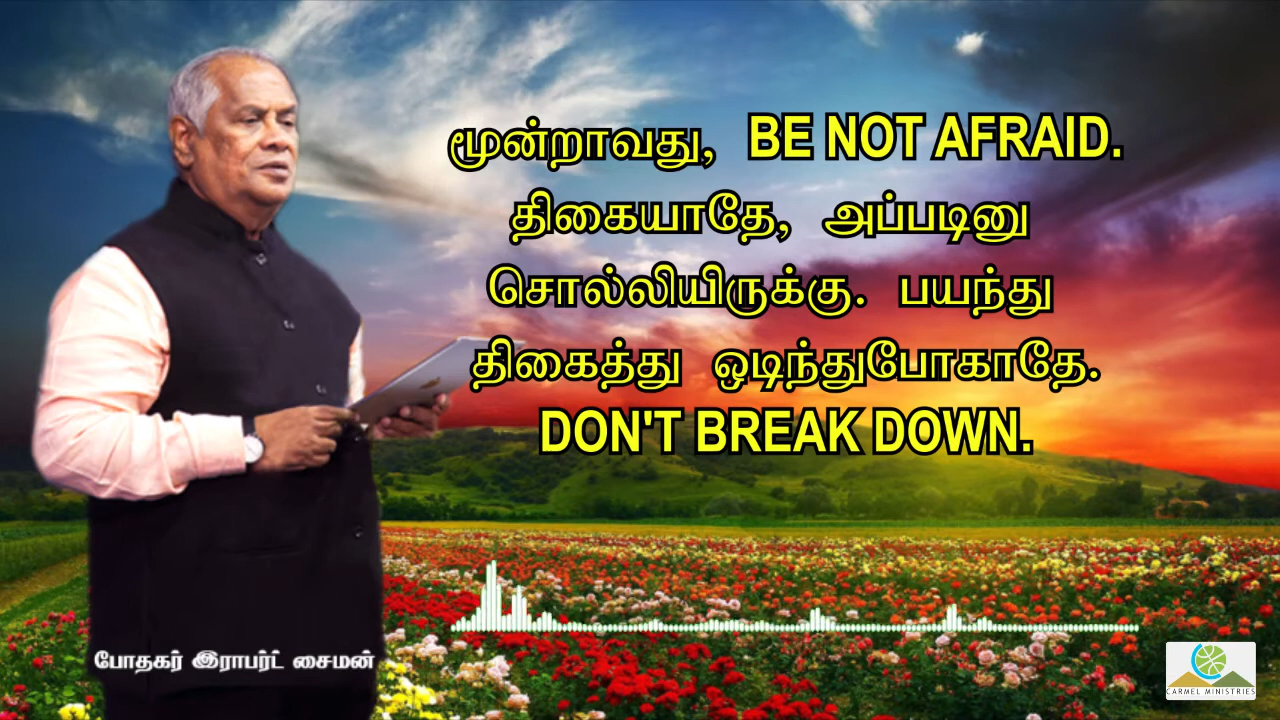 மூன்றாவது, BE NOT AFRAID.
திகையாதே, அப்படினு
சொல்லியிருக்கு. பயந்து
திகைத்து ஒடிந்துபோகாதே.
DON'T BREAK DOWN.
போதகர் இராபர்ட் சைமன்
CARMEL MINISTRIES